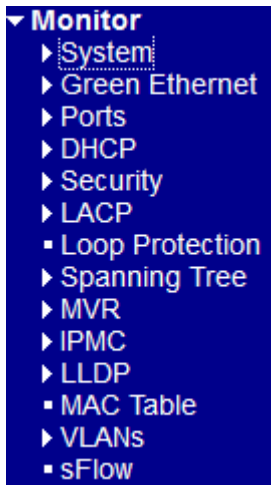 Monitor
System
Green Ethernet
Ports
DHCP
Security
LACP
Loop Protection
Spanning Tree
MVR
IPMC
LLDP
MAC Table
VLANs
sFlow